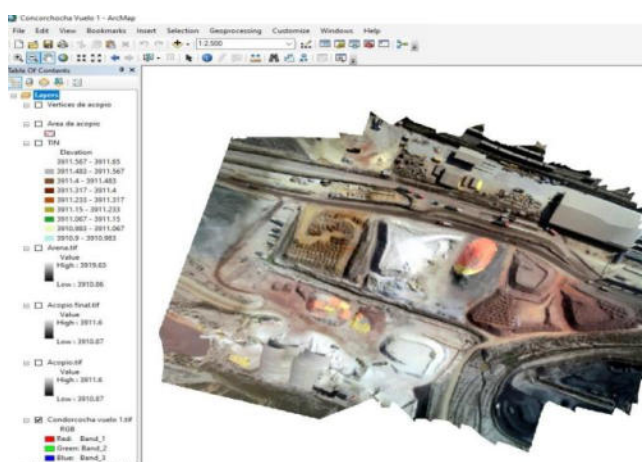 Concorchocha Vuelo 1 - ArcMap
File Edit View Bookmarks Insert Selection Geoprocessing Customize Windows Help
1:2,500
Table Of Contents
Layers
Vertices de acopio
Area de acopio
TIN
Elevation
3911.567 - 3911.65
3911.483 - 3911.567
3911.4 - 3911.483
3911.317 - 3911.4
3911.233 - 3911.317
3911.15 - 3911.233
3911.067 - 3911.15
3910.983 - 3911.067
3910.9 - 3910.983
Arena.tif
Value
High : 3919.03
Low : 3910.86
Acopio final.tif
Value
High : 3911.6
Low : 3910.87
Acopio.tif
Value
High : 3911.6
Low : 3910.87
Condorcocha vuelo 1.tif
RGB
Red: Band_1
Green: Band_2
Blue: Band_3